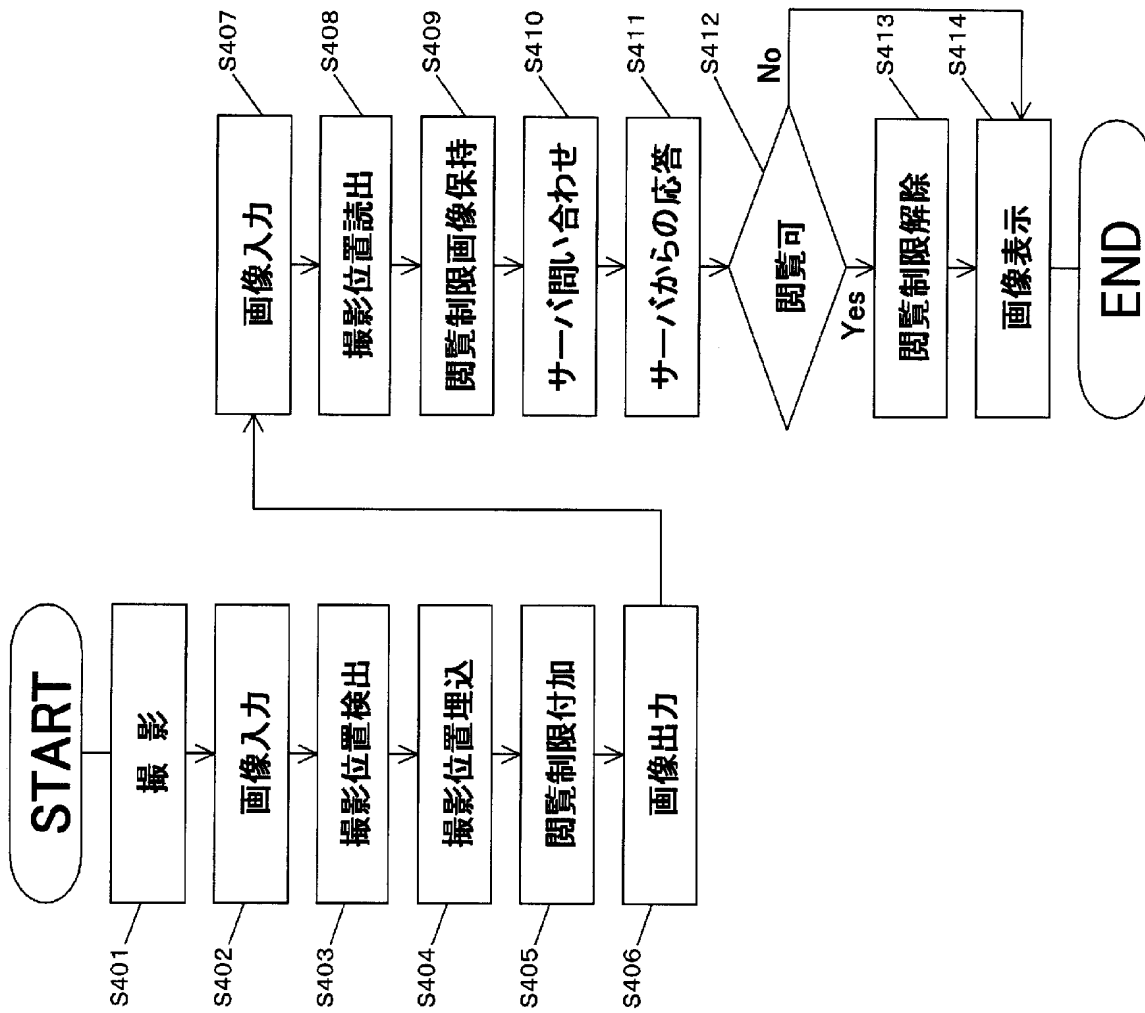 START
S401
撮 影
S402
画像入力
S403
撮影位置検出
S404
撮影位置埋込
S405
閲覧制限付加
S406
画像出力
S407
画像入力
S408
撮影位置読出
S409
閲覧制限画像保持
S410
サーバ問い合わせ
S411
サーバからの応答
S412
閲覧可
No
Yes
S413
閲覧制限解除
S414
画像表示
END